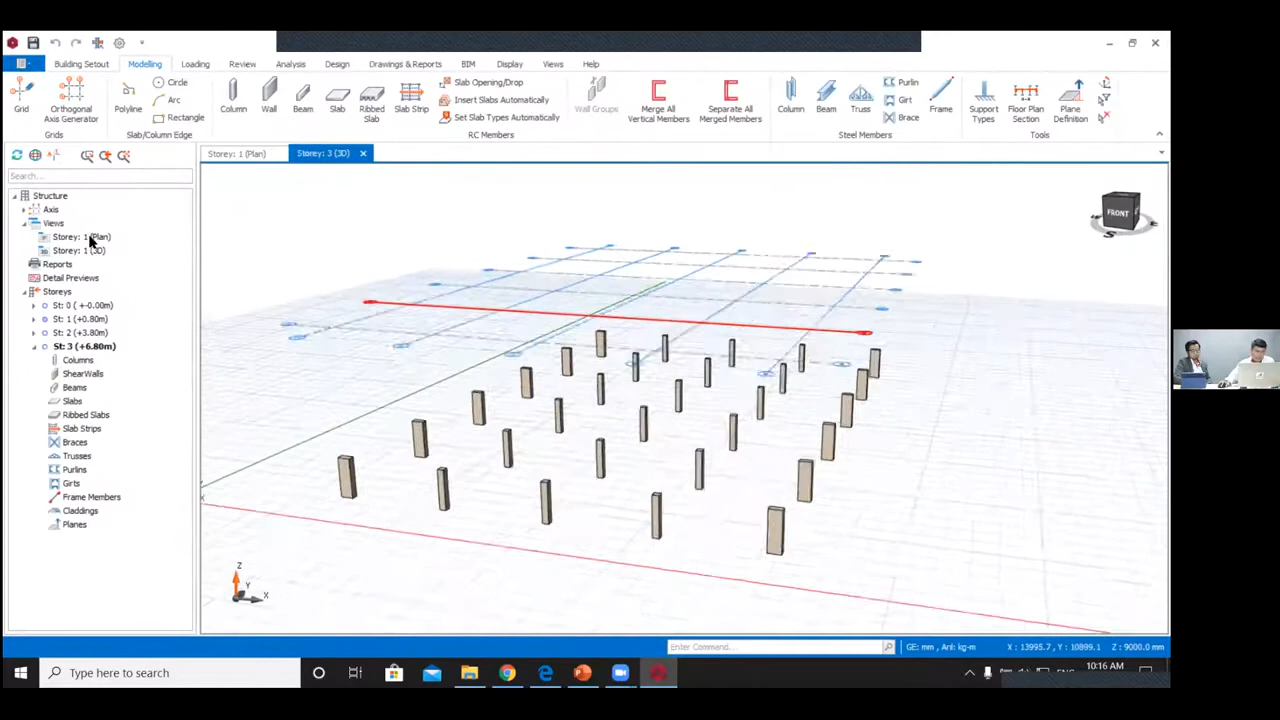 Building Setout Modelling Loading Review Analysis Design Drawings & Reports BIM Display Views Help
Grid
Orthogonal
Axis Generator
Grids
Polyline
Circle
Arc
Rectangle
Slab/Column Edge
Column
Wall
Beam
Slab
Ribbed
Slab
Slab Strip
Slab Opening/Drop
Insert Slabs Automatically
Set Slab Types Automatically
RC Members
Wall Groups
Merge All
Vertical Members
Separate All
Merged Members
Column
Beam
Truss
Purlin
Girt
Brace
Frame
Steel Members
Support
Types
Floor Plan
Section
Plane
Definition
Tools
Search...
Storey: 1 (Plan)
Storey: 3 (3D)
Structure
Axis
Views
Storey: 1 (Plan)
Storey: 1 (3D)
Reports
Detail Previews
Storeys
St: 0 ( +-0.00m)
St: 1 (+0.80m)
St: 2 (+3.80m)
St: 3 (+6.80m)
Columns
ShearWalls
Beams
Slabs
Ribbed Slabs
Slab Strips
Braces
Trusses
Purlins
Girts
Frame Members
Claddings
Planes
FRONT
S
Z
Y
X
Enter Command...
GE: mm , Anl: kg-m
X : 13995.7 , Y : 10899.1
Z : 9000.0 mm
Type here to search
10:16 AM